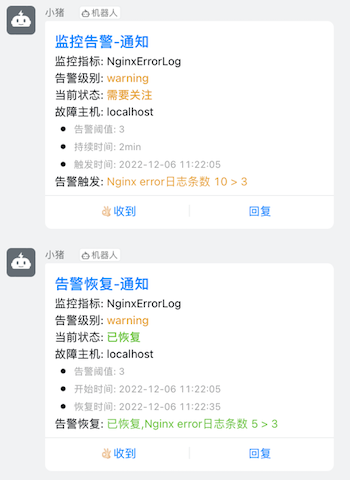 小猪 机器人
监控告警-通知
监控指标: NginxErrorLog
告警级别: warning
当前状态: 需要关注
故障主机: localhost
告警阈值: 3
持续时间: 2min
触发时间: 2022-12-06 11:22:05
告警触发: Nginx error日志条数 10 > 3
收到 回复
小猪 机器人
告警恢复-通知
监控指标: NginxErrorLog
告警级别: warning
当前状态: 已恢复
故障主机: localhost
告警阈值: 3
开始时间: 2022-12-06 11:22:05
恢复时间: 2022-12-06 11:22:35
告警恢复: 已恢复,Nginx error日志条数 5 > 3
收到 回复